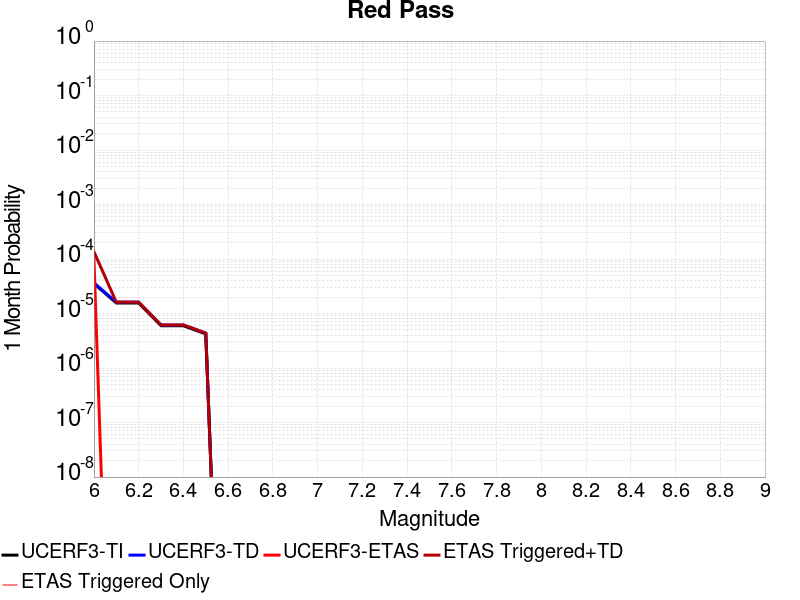 Red Pass
1 Month Probability
10^0
10^-1
10^-2
10^-3
10^-4
10^-5
10^-6
10^-7
10^-8
6 6.2 6.4 6.6 6.8 7 7.2 7.4 7.6 7.8 8 8.2 8.4 8.6 8.8 9
Magnitude
UCERF3-TI UCERF3-TD UCERF3-ETAS ETAS Triggered+TD
ETAS Triggered Only